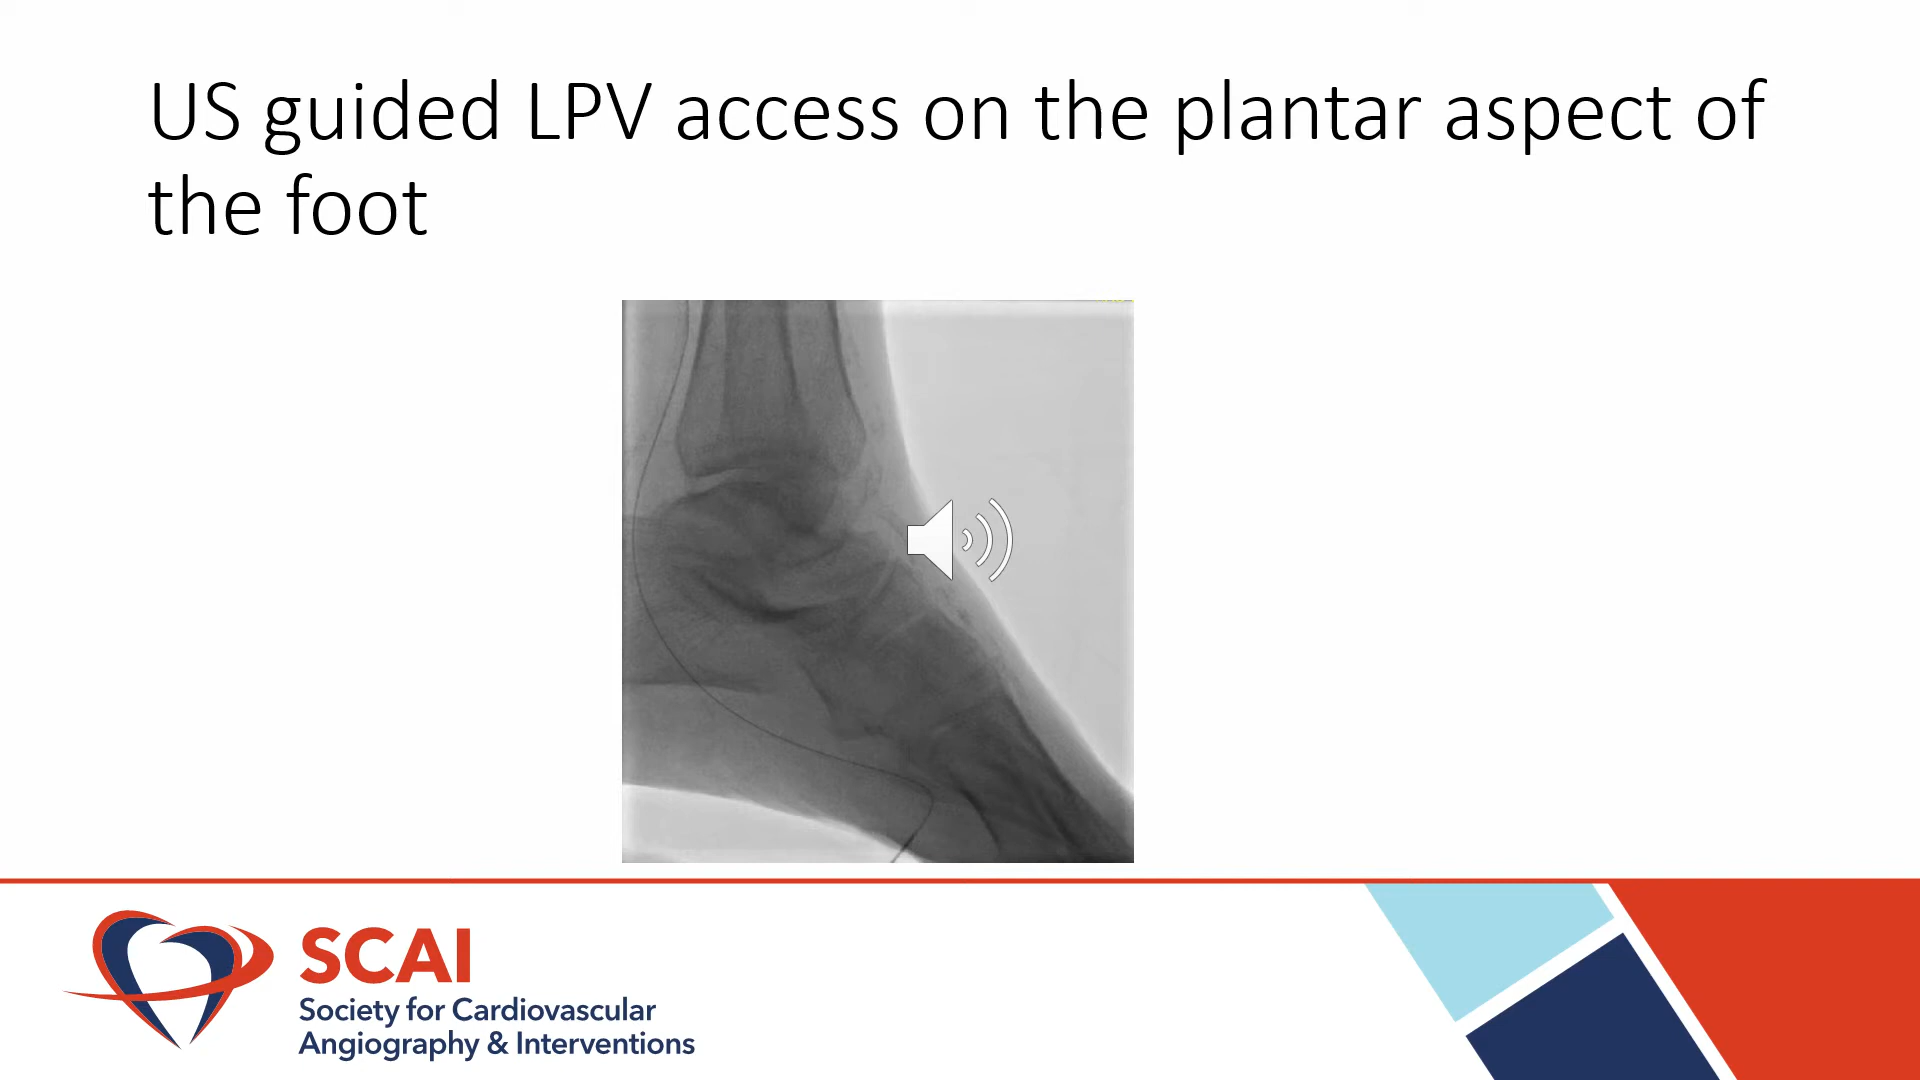 US guided LPV access on the plantar aspect of
the foot
SCAI
Society for Cardiovascular
Angiography & Interventions